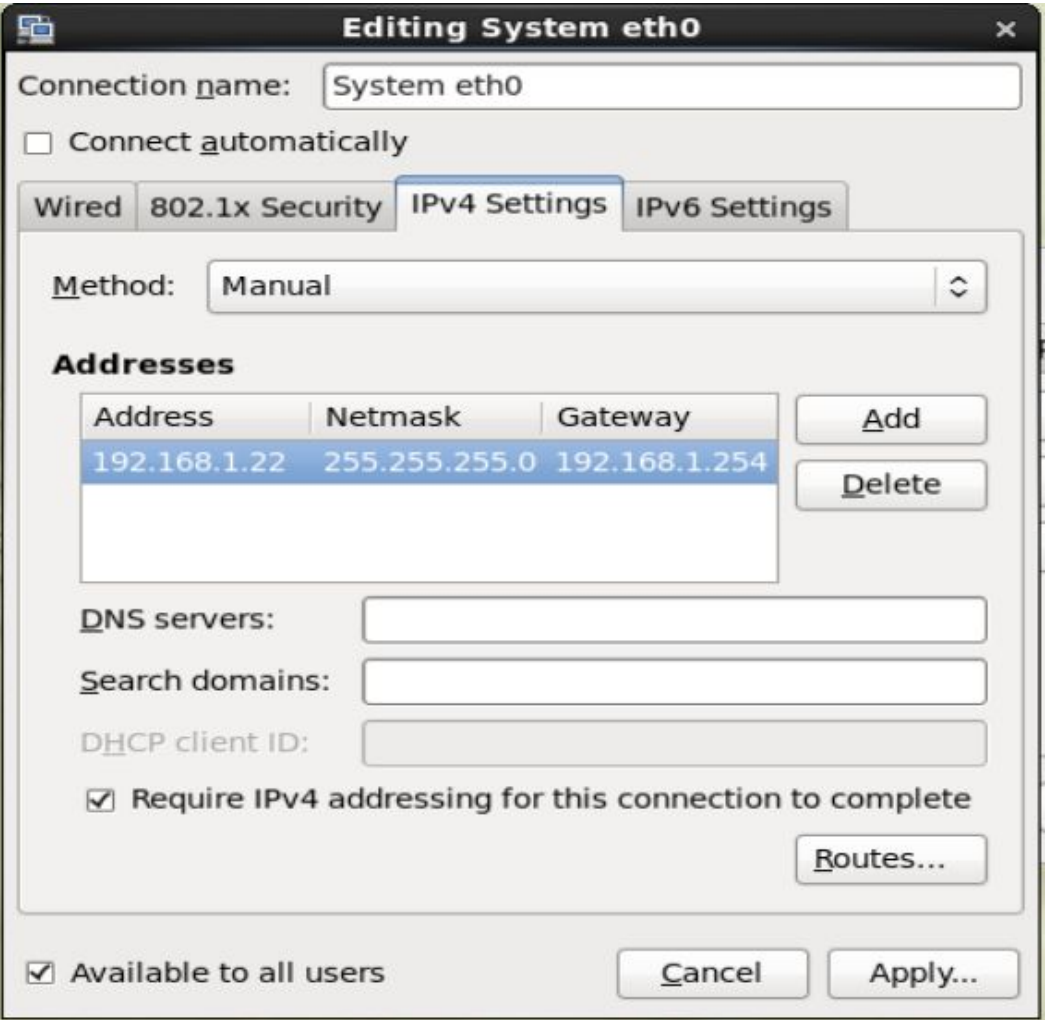 Editing System eth0
Connection name: System eth0
Connect automatically
Wired 802.1x Security IPv4 Settings IPv6 Settings
Method: Manual
Addresses
Address Netmask Gateway Add
192.168.1.22 255.255.255.0 192.168.1.254
Delete
DNS servers:
Search domains:
DHCP client ID:
Require IPv4 addressing for this connection to complete
Routes...
Available to all users Cancel Apply...